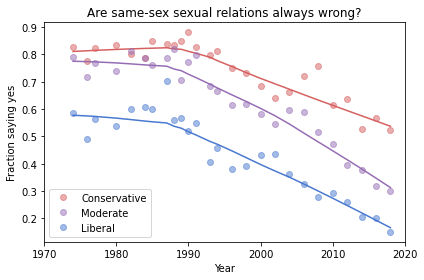 Are same-sex sexual relations always wrong?
Fraction saying yes
0.9
0.8
0.7
0.6
0.5
0.4
0.3
0.2
Conservative
Moderate
Liberal
1970 1980 1990 2000 2010 2020
Year